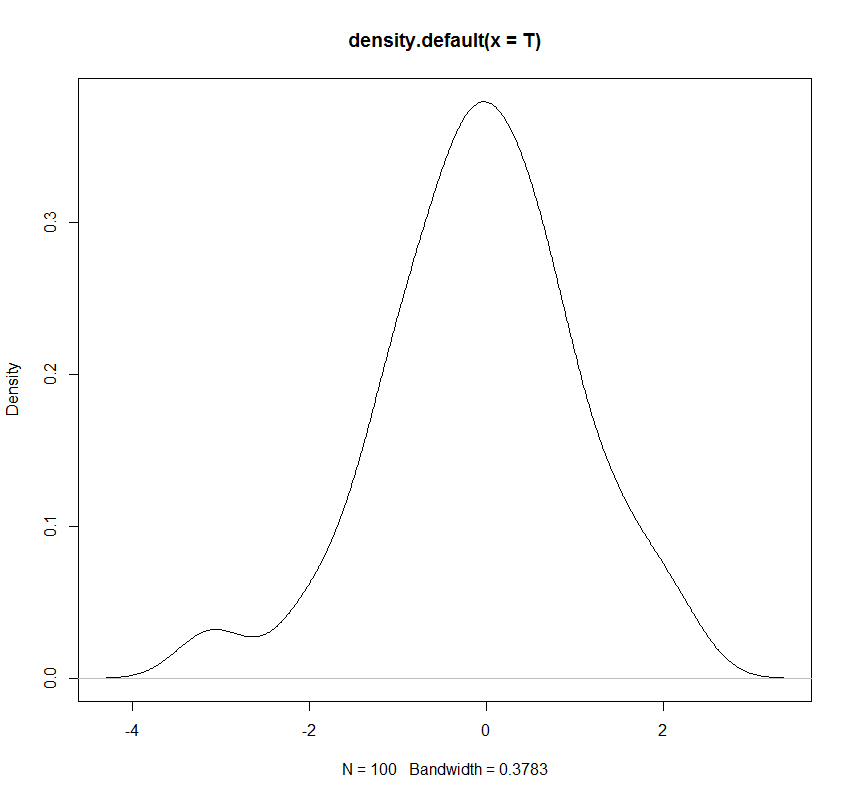 density.default(x = T)
Density
0.3
0.2
0.1
0.0
-4 -2 0 2
N = 100 Bandwidth = 0.3783